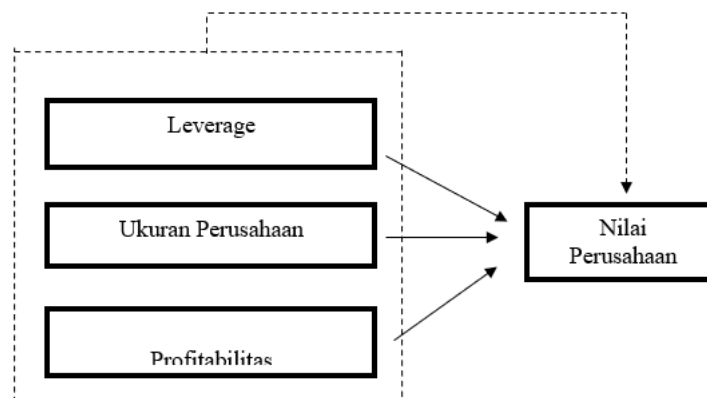 Leverage
Ukuran Perusahaan
Nilai
Perusahaan
Profitabilitas